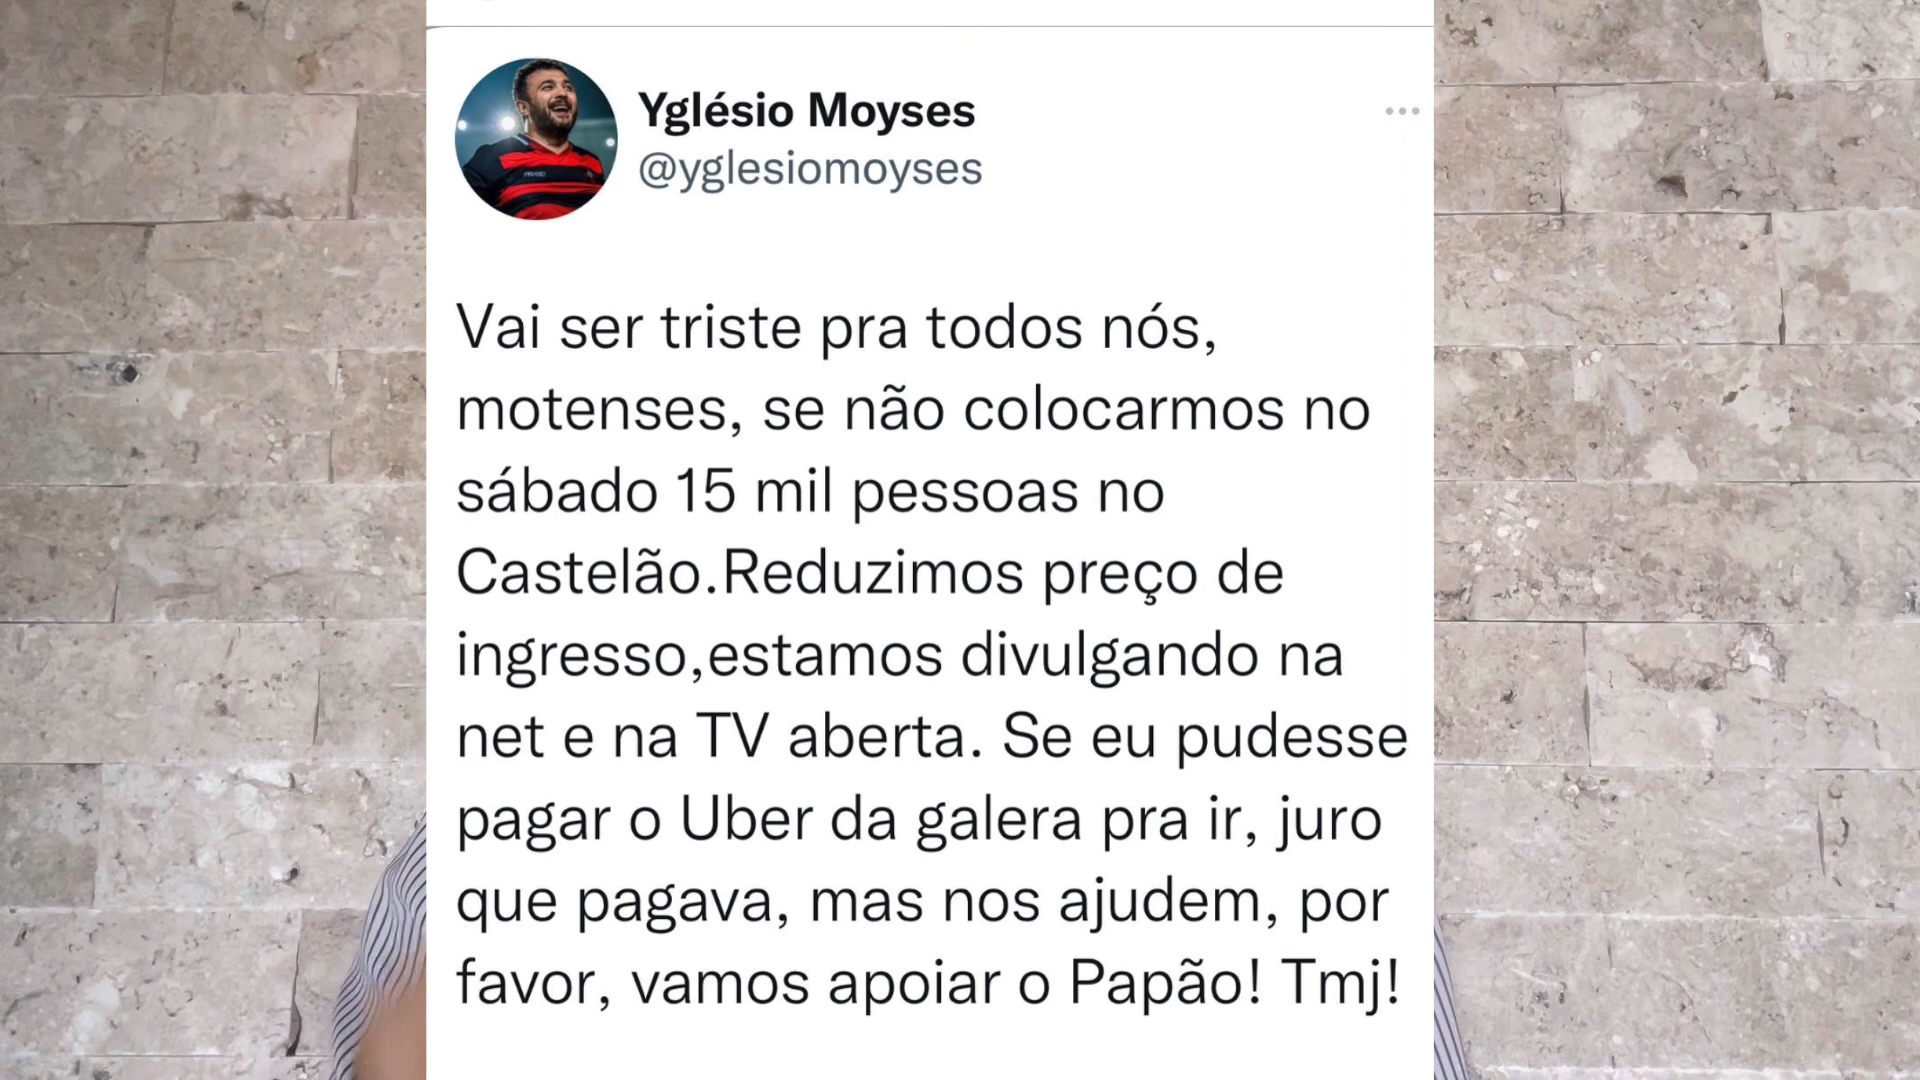 Yglésio Moyses
@yglesiomoyses
Vai ser triste pra todos nós,
motenses, se não colocarmos no
sábado 15 mil pessoas no
Castelão.Reduzimos preço de
ingresso,estamos divulgando na
net e na TV aberta. Se eu pudesse
pagar o Uber da galera pra ir, juro
que pagava, mas nos ajudem, por
favor, vamos apoiar o Papão! Tmj!